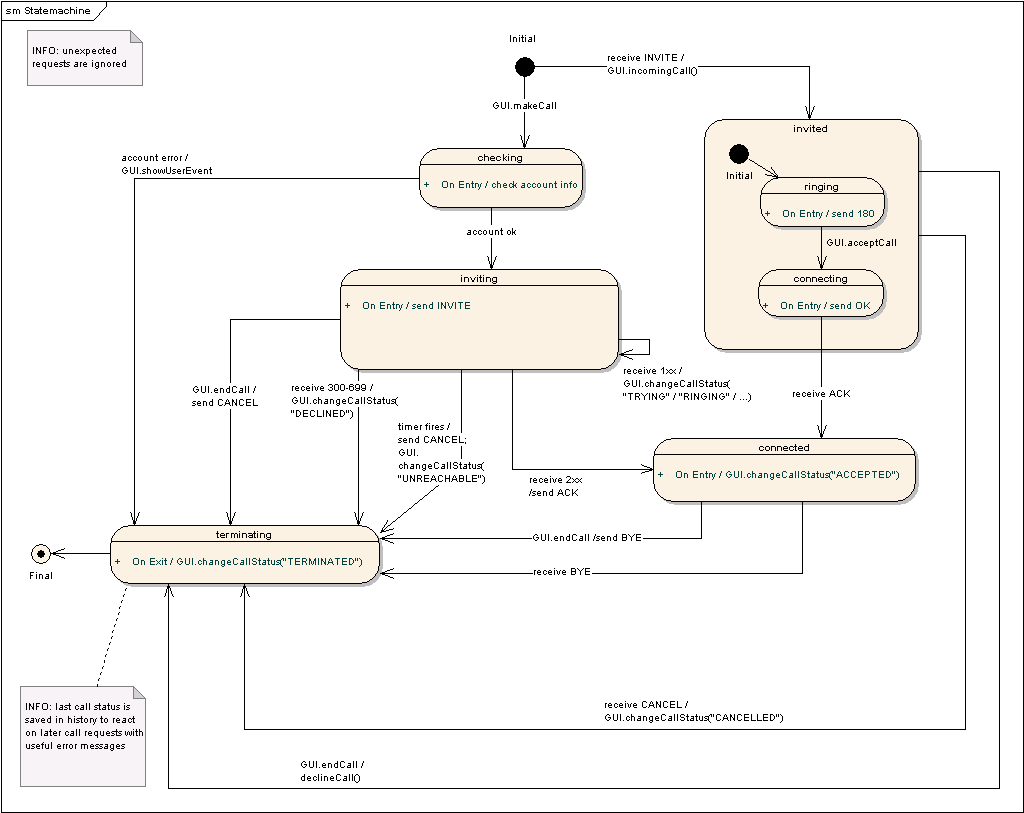 sm Statemachine
INFO: unexpected
requests are ignored
Initial
receive INVITE /
GUI.incomingCall()
GUI.makeCall
invited
Initial
ringing
+ On Entry / send 180
GUI.acceptCall
connecting
+ On Entry / send OK
account error /
GUI.showUserEvent
checking
+ On Entry / check account info
account ok
inviting
+ On Entry / send INVITE
receive 1xx /
GUI.changeCallStatus(
"TRYING" / "RINGING" / ...)
receive ACK
GUI.endCall /
send CANCEL
receive 300-699 /
GUI.changeCallStatus(
"DECLINED")
timer fires /
send CANCEL;
GUI.
changeCallStatus(
"UNREACHABLE")
receive 2xx
/send ACK
connected
+ On Entry / GUI.changeCallStatus("ACCEPTED")
terminating
+ On Exit / GUI.changeCallStatus("TERMINATED")
GUI.endCall /send BYE
receive BYE
Final
INFO: last call status is
saved in history to react
on later call requests with
useful error messages
receive CANCEL /
GUI.changeCallStatus("CANCELLED")
GUI.endCall /
declineCall()